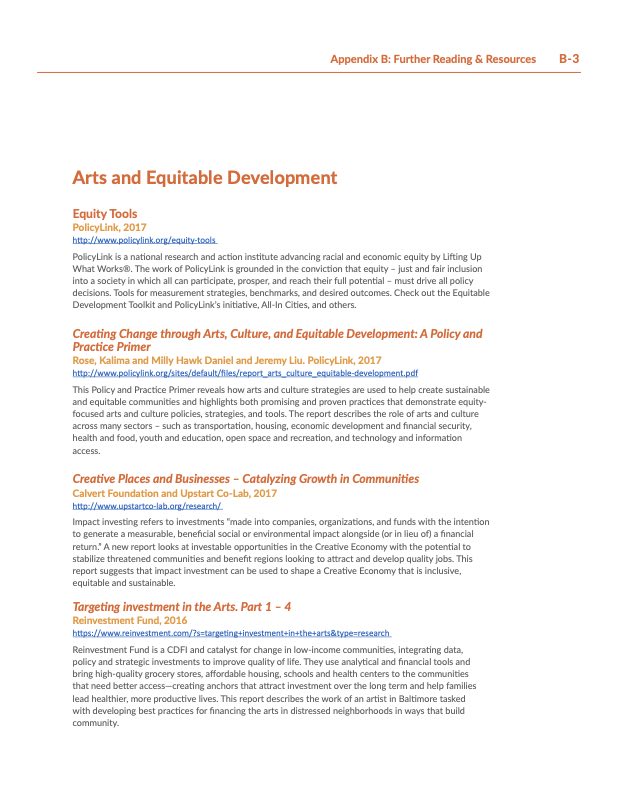 Appendix B: Further Reading & Resources B-3
Arts and Equitable Development
Equity Tools
PolicyLink, 2017
http://www.policylink.org/equity-tools
PolicyLink is a national research and action institute advancing racial and economic equity by Lifting Up
What Works®. The work of PolicyLink is grounded in the conviction that equity – just and fair inclusion
into a society in which all can participate, prosper, and reach their full potential – must drive all policy
decisions. Tools for measurement strategies, benchmarks, and desired outcomes. Check out the Equitable
Development Toolkit and PolicyLink's initiative, All-In Cities, and others.
Creating Change through Arts, Culture, and Equitable Development: A Policy and
Practice Primer
Rose, Kalima and Milly Hawk Daniel and Jeremy Liu. PolicyLink, 2017
http://www.policylink.org/sites/default/files/report_arts_culture_equitable-development.pdf
This Policy and Practice Primer reveals how arts and culture strategies are used to help create sustainable
and equitable communities and highlights both promising and proven practices that demonstrate equity-
focused arts and culture policies, strategies, and tools. The report describes the role of arts and culture
across many sectors – such as transportation, housing, economic development and financial security,
health and food, youth and education, open space and recreation, and technology and information
access.
Creative Places and Businesses – Catalyzing Growth in Communities
Calvert Foundation and Upstart Co-Lab, 2017
http://www.upstartco-lab.org/research/
Impact investing refers to investments "made into companies, organizations, and funds with the intention
to generate a measurable, beneficial social or environmental impact alongside (or in lieu of) a financial
return." A new report looks at investable opportunities in the Creative Economy with the potential to
stabilize threatened communities and benefit regions looking to attract and develop quality jobs. This
report suggests that impact investment can be used to shape a Creative Economy that is inclusive,
equitable and sustainable.
Targeting investment in the Arts. Part 1 – 4
Reinvestment Fund, 2016
https://www.reinvestment.com/?s=targeting+investment+in+the+arts&type=research
Reinvestment Fund is a CDFI and catalyst for change in low-income communities, integrating data,
policy and strategic investments to improve quality of life. They use analytical and financial tools and
bring high-quality grocery stores, affordable housing, schools and health centers to the communities
that need better access—creating anchors that attract investment over the long term and help families
lead healthier, more productive lives. This report describes the work of an artist in Baltimore tasked
with developing best practices for financing the arts in distressed neighborhoods in ways that build
community.